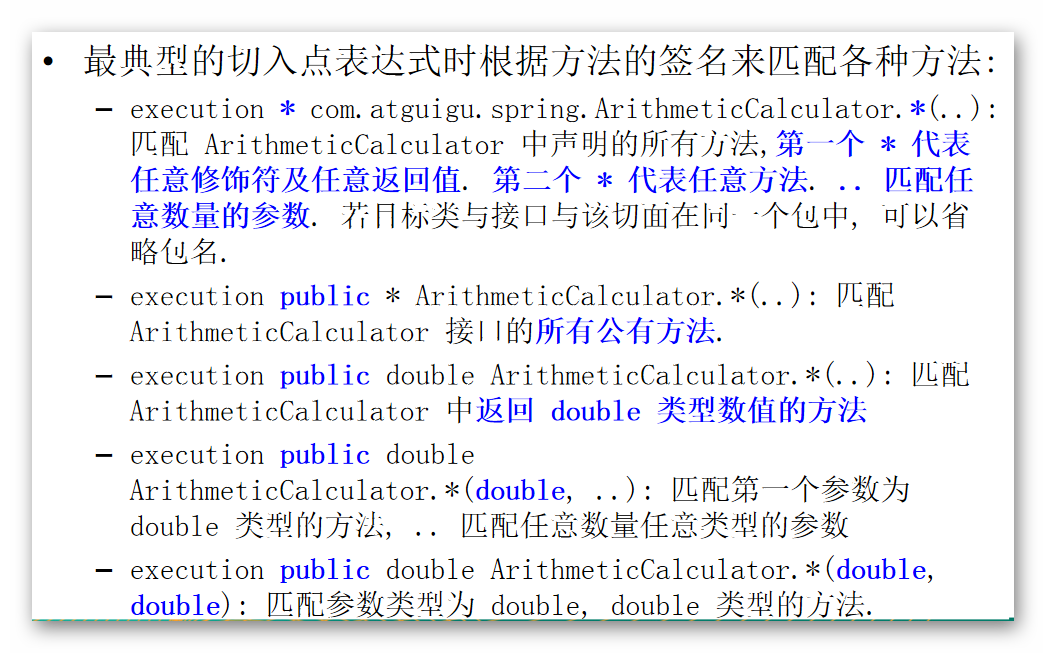 • 最典型的切入点表达式时根据方法的签名来匹配各种方法:
– execution * com.atguigu.spring.ArithmeticCalculator.*(..):
匹配 ArithmeticCalculator 中声明的所有方法,第一个 * 代表
任意修饰符及任意返回值. 第二个 * 代表任意方法. .. 匹配任
意数量的参数. 若目标类与接口与该切面在同一个包中, 可以省
略包名.
– execution public * ArithmeticCalculator.*(..): 匹配
ArithmeticCalculator 接口的所有公有方法.
– execution public double ArithmeticCalculator.*(..): 匹配
ArithmeticCalculator 中返回 double 类型数值的方法
– execution public double
ArithmeticCalculator.*(double, ..): 匹配第一个参数为
double 类型的方法, .. 匹配任意数量任意类型的参数
– execution public double ArithmeticCalculator.*(double,
double): 匹配参数类型为 double, double 类型的方法.